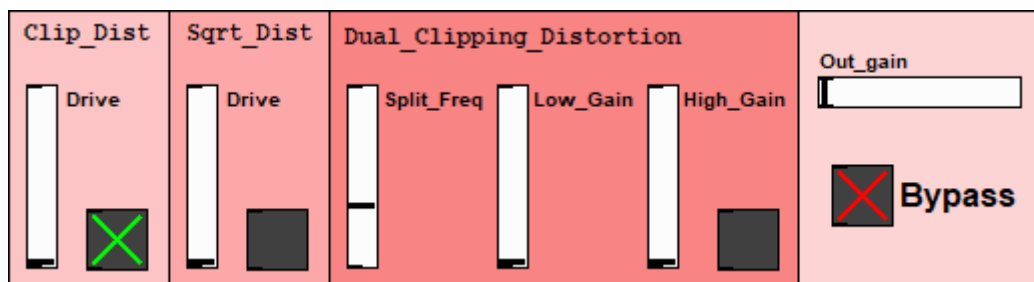 Clip_Dist
Drive
Sqrt_Dist
Drive
Dual_Clipping_Distortion
Split_Freq
Low_Gain
High_Gain
Out_gain
Bypass